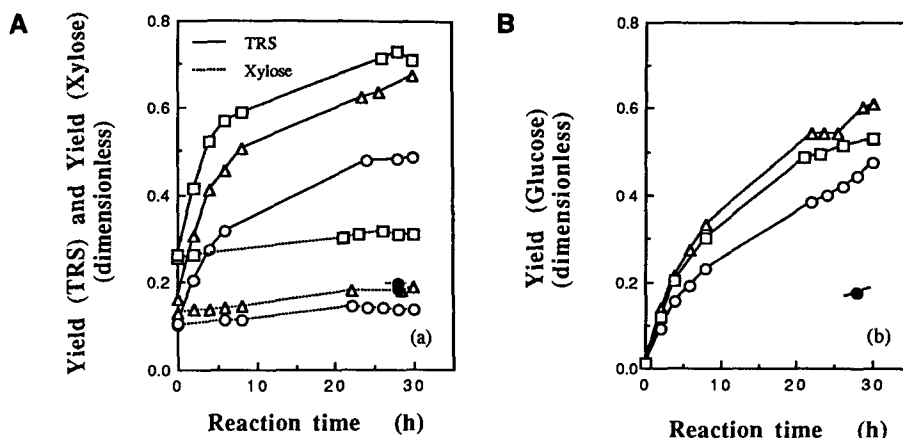 A
Yield (TRS) and Yield (Xylose)
(dimensionless)
0.8
0.6
0.4
0.2
0.0
TRS
Xylose
(a)
0
10
20
30
Reaction time (h)
B
Yield (Glucose)
(dimensionless)
0.8
0.6
0.4
0.2
0.0
(b)
0
10
20
30
Reaction time (h)